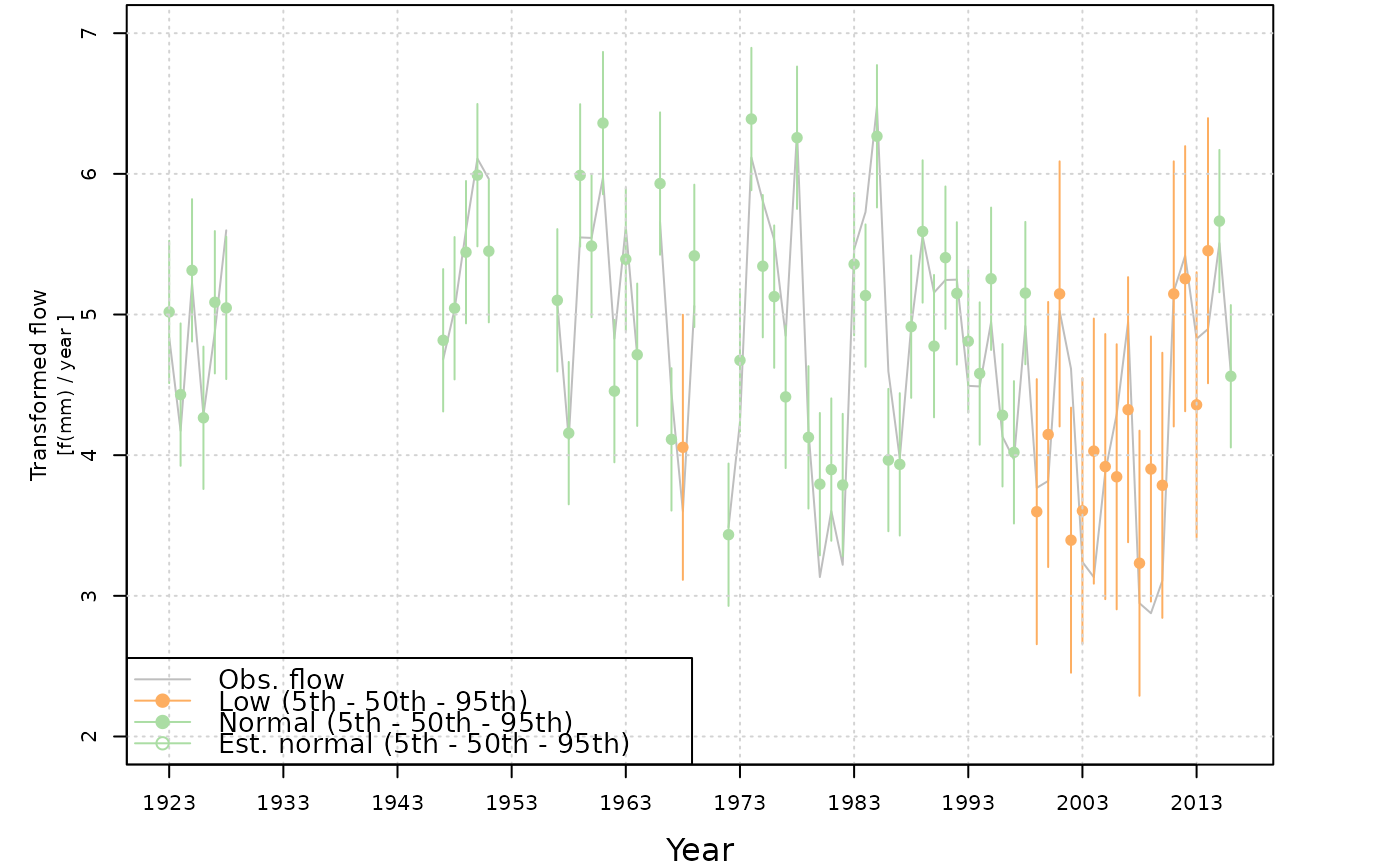 7
6
5
4
3
2
Transformed flow
[f(mm) / year ]
Obs. flow
Low (5th - 50th - 95th)
Normal (5th - 50th - 95th)
Est. normal (5th - 50th - 95th)
1923 1933 1943 1953 1963 1973 1983 1993 2003 2013
Year